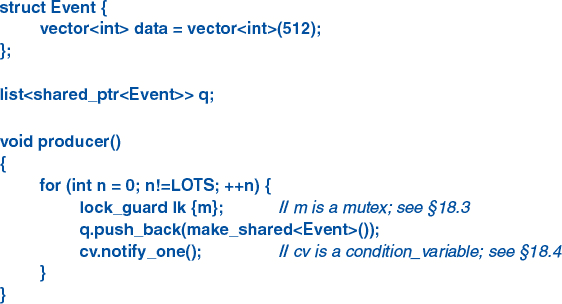 struct Event {
vector<int> data = vector<int>(512);
};
list<shared_ptr<Event>> q;
void producer()
{
for (int n = 0; n!=LOTS; ++n) {
lock_guard lk {m}; // m is a mutex; see §18.3
q.push_back(make_shared<Event>());
cv.notify_one(); // cv is a condition_variable; see §18.4
}
}